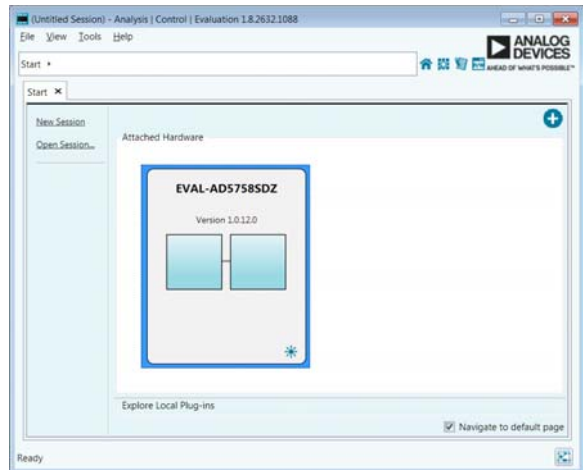 (Untitled Session) - Analysis | Control | Evaluation 1.8.2632.1088
File View Tools Help
ANALOG
DEVICES
AHEAD OF WHAT'S POSSIBLE™
Start
Start
New Session
Open Session...
Attached Hardware
EVAL-AD5758SDZ
Version 1.0.12.0
Explore Local Plug-ins
Navigate to default page
Ready